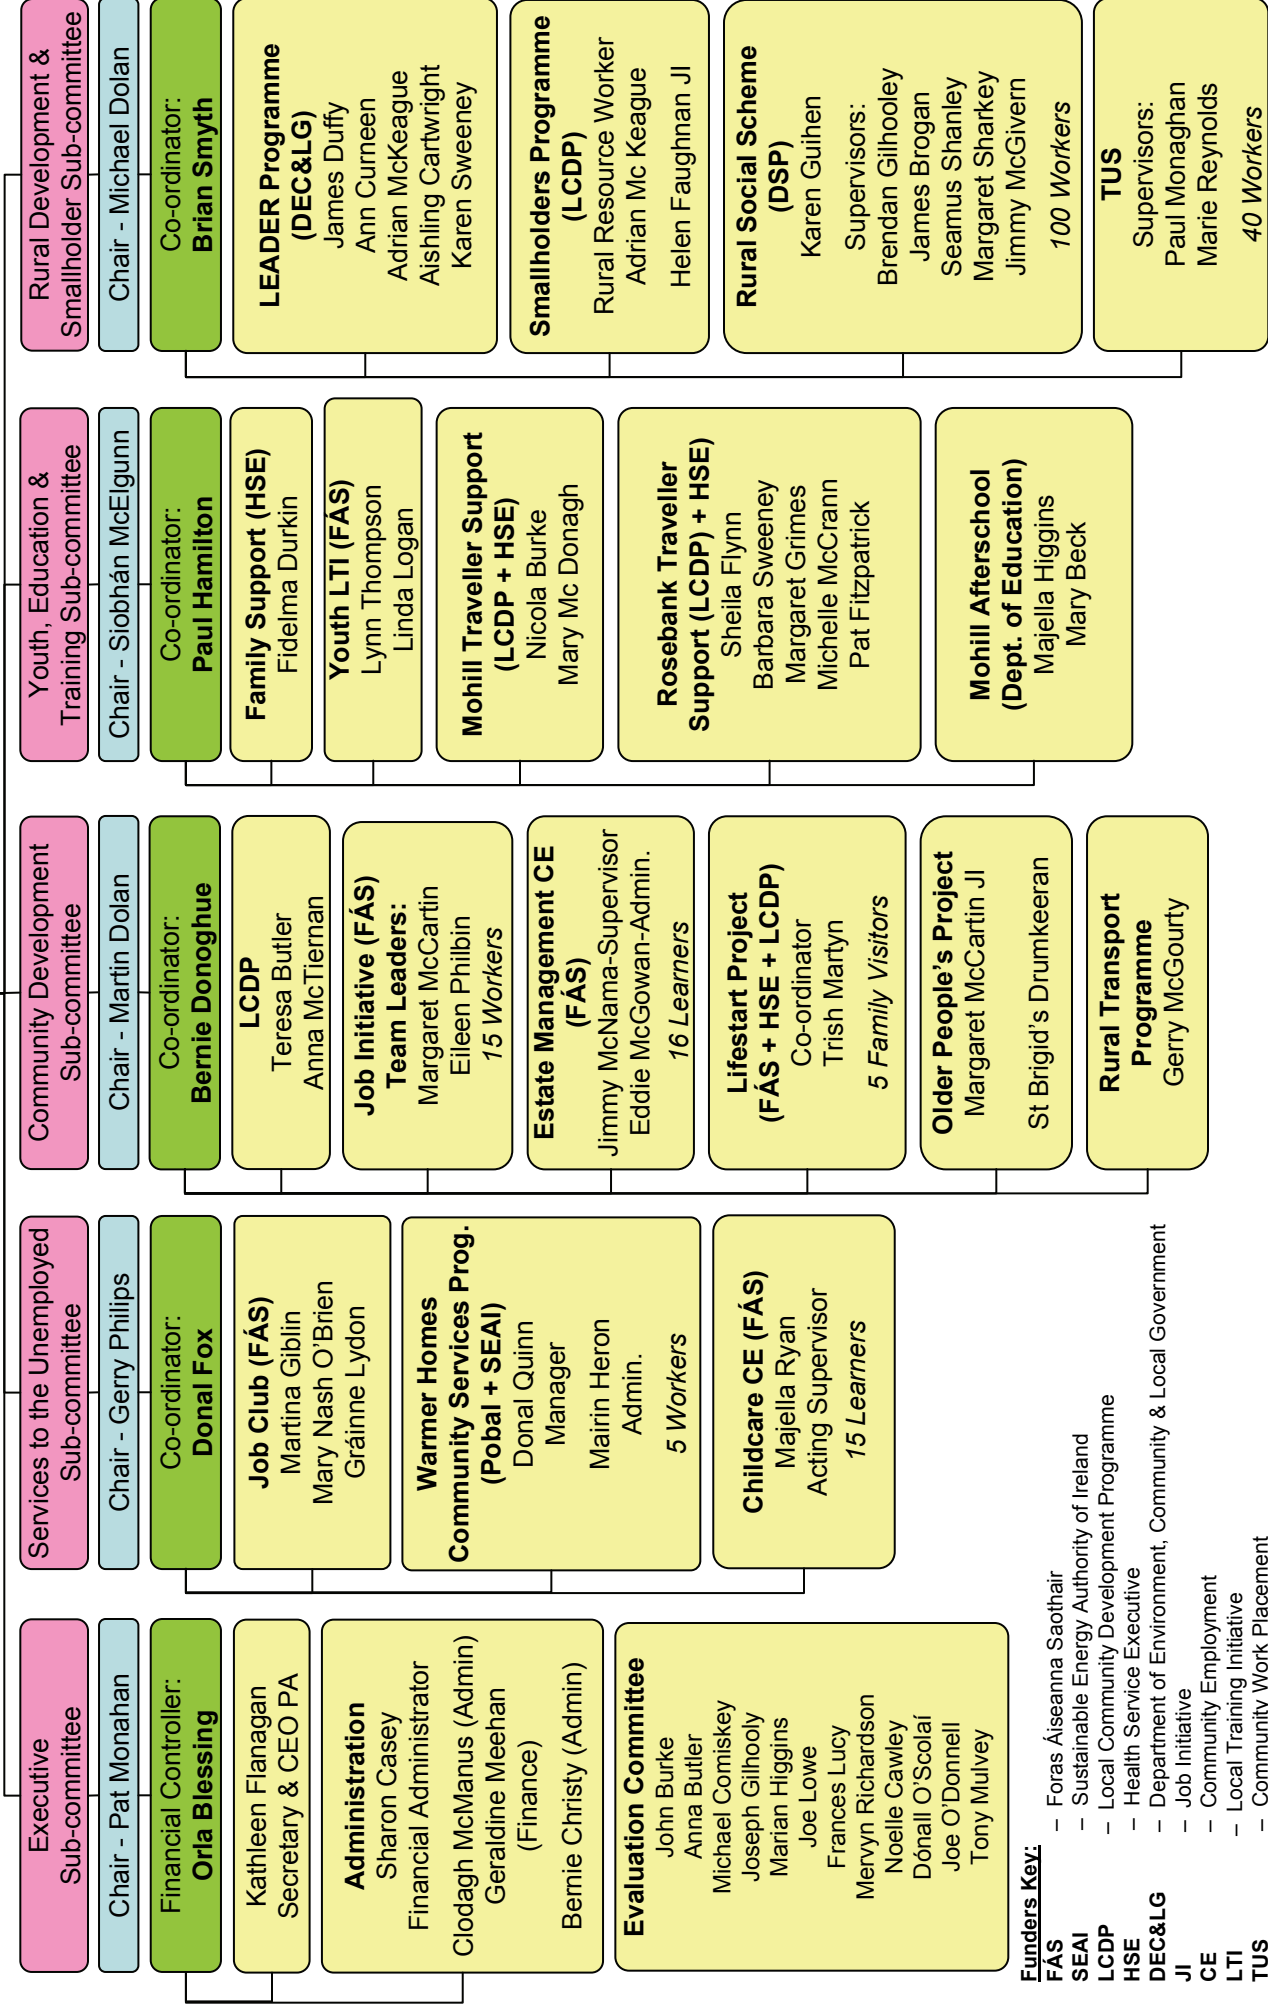 Executive
Sub-committee
Chair - Pat Monahan
Financial Controller:
Orla Blessing
Kathleen Flanagan
Secretary & CEO PA
Administration
Sharon Casey
Financial Administrator
Clodagh McManus (Admin)
Geraldine Meehan
(Finance)
Bernie Christy (Admin)
Evaluation Committee
John Burke
Anna Butler
Michael Comiskey
Joseph Gilhooly
Marian Higgins
Joe Lowe
Frances Lucy
Mervyn Richardson
Noelle Cawley
Dónall O'Scolaí
Joe O'Donnell
Tony Mulvey
Services to the Unemployed
Sub-committee
Chair - Gerry Philips
Co-ordinator:
Donal Fox
Job Club (FÁS)
Martina Giblin
Mary Nash O'Brien
Gráinne Lydon
Warmer Homes
Community Services Prog.
(Pobal + SEAI)
Donal Quinn
Manager
Mairin Heron
Admin.
5 Workers
Childcare CE (FÁS)
Majella Ryan
Acting Supervisor
15 Learners
Community Development
Sub-committee
Chair - Martin Dolan
Co-ordinator:
Bernie Donoghue
LCDP
Teresa Butler
Anna McTiernan
Job Initiative (FÁS)
Team Leaders:
Margaret McCartin
Eileen Philbin
15 Workers
Estate Management CE
(FÁS)
Jimmy McNama-Supervisor
Eddie McGowan-Admin.
16 Learners
Lifestart Project
(FÁS + HSE + LCDP)
Co-ordinator
Trish Martyn
5 Family Visitors
Older People's Project
Margaret McCartin JI
St Brigid's Drumkeeran
Rural Transport
Programme
Gerry McGourty
Youth, Education &
Training Sub-committee
Chair - Siobhán McElgunn
Co-ordinator:
Paul Hamilton
Family Support (HSE)
Fidelma Durkin
Youth LTI (FÁS)
Lynn Thompson
Linda Logan
Mohill Traveller Support
(LCDP + HSE)
Nicola Burke
Mary Mc Donagh
Rosebank Traveller
Support (LCDP) + HSE)
Sheila Flynn
Barbara Sweeney
Margaret Grimes
Michelle McCrann
Pat Fitzpatrick
Mohill Afterschool
(Dept. of Education)
Majella Higgins
Mary Beck
Rural Development &
Smallholder Sub-committee
Chair - Michael Dolan
Co-ordinator:
Brian Smyth
LEADER Programme
(DEC&LG)
James Duffy
Ann Curneen
Adrian McKeague
Aishling Cartwright
Karen Sweeney
Smallholders Programme
(LCDP)
Rural Resource Worker
Adrian Mc Keague
Helen Faughnan JI
Rural Social Scheme
(DSP)
Karen Guihen
Supervisors:
Brendan Gilhooley
James Brogan
Seamus Shanley
Margaret Sharkey
Jimmy McGivern
100 Workers
TUS
Supervisors:
Paul Monaghan
Marie Reynolds
40 Workers
Funders Key:
FÁS – Foras Áiseanna Saothair
SEAI – Sustainable Energy Authority of Ireland
LCDP – Local Community Development Programme
HSE – Health Service Executive
DEC&LG – Department of Environment, Community & Local Government
JI – Job Initiative
CE – Community Employment
LTI – Local Training Initiative
TUS – Community Work Placement